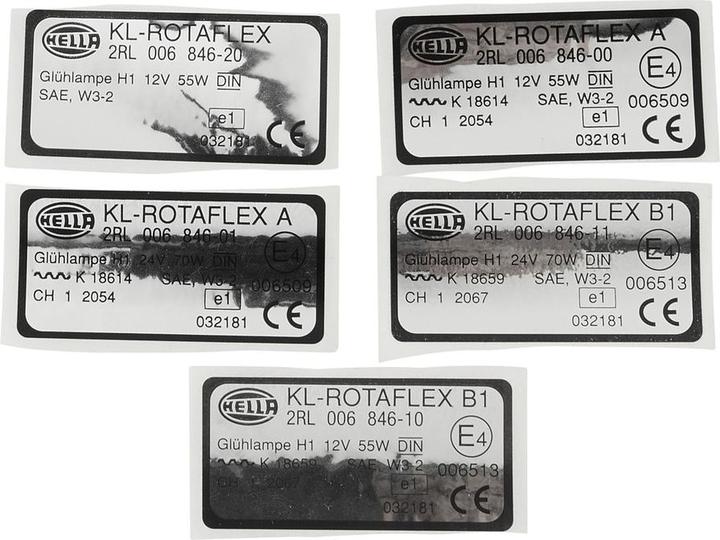 HELLA
KL-ROTAFLEX
2RL 006 846-20
Glühlampe H1 12V 55W DIN
SAE, W3-2
e1
032181 CE
HELLA
KL-ROTAFLEX A
2RL 006 846-00
Glühlampe H1 12V 55W DIN E4
K 18614 SAE, W3-2 006509
CH 1 2054 e1
032181 CE
HELLA
KL-ROTAFLEX A
2RL 006 846-01
Glühlampe H1 24V 70W DIN E4
K 18614 SAE, W3-2 006509
CH 1 2054 e1
032181 CE
HELLA
KL-ROTAFLEX B1
2RL 006 846-11
Glühlampe H1 24V 70W DIN E4
K 18659 SAE, W3-2 006513
CH 1 2067 e1
032181 CE
HELLA
KL-ROTAFLEX B1
2RL 006 846-10
Glühlampe H1 12V 55W DIN E4
K 18659 SAE, W3-2 006513
CH 1 2067 e1
032181 CE